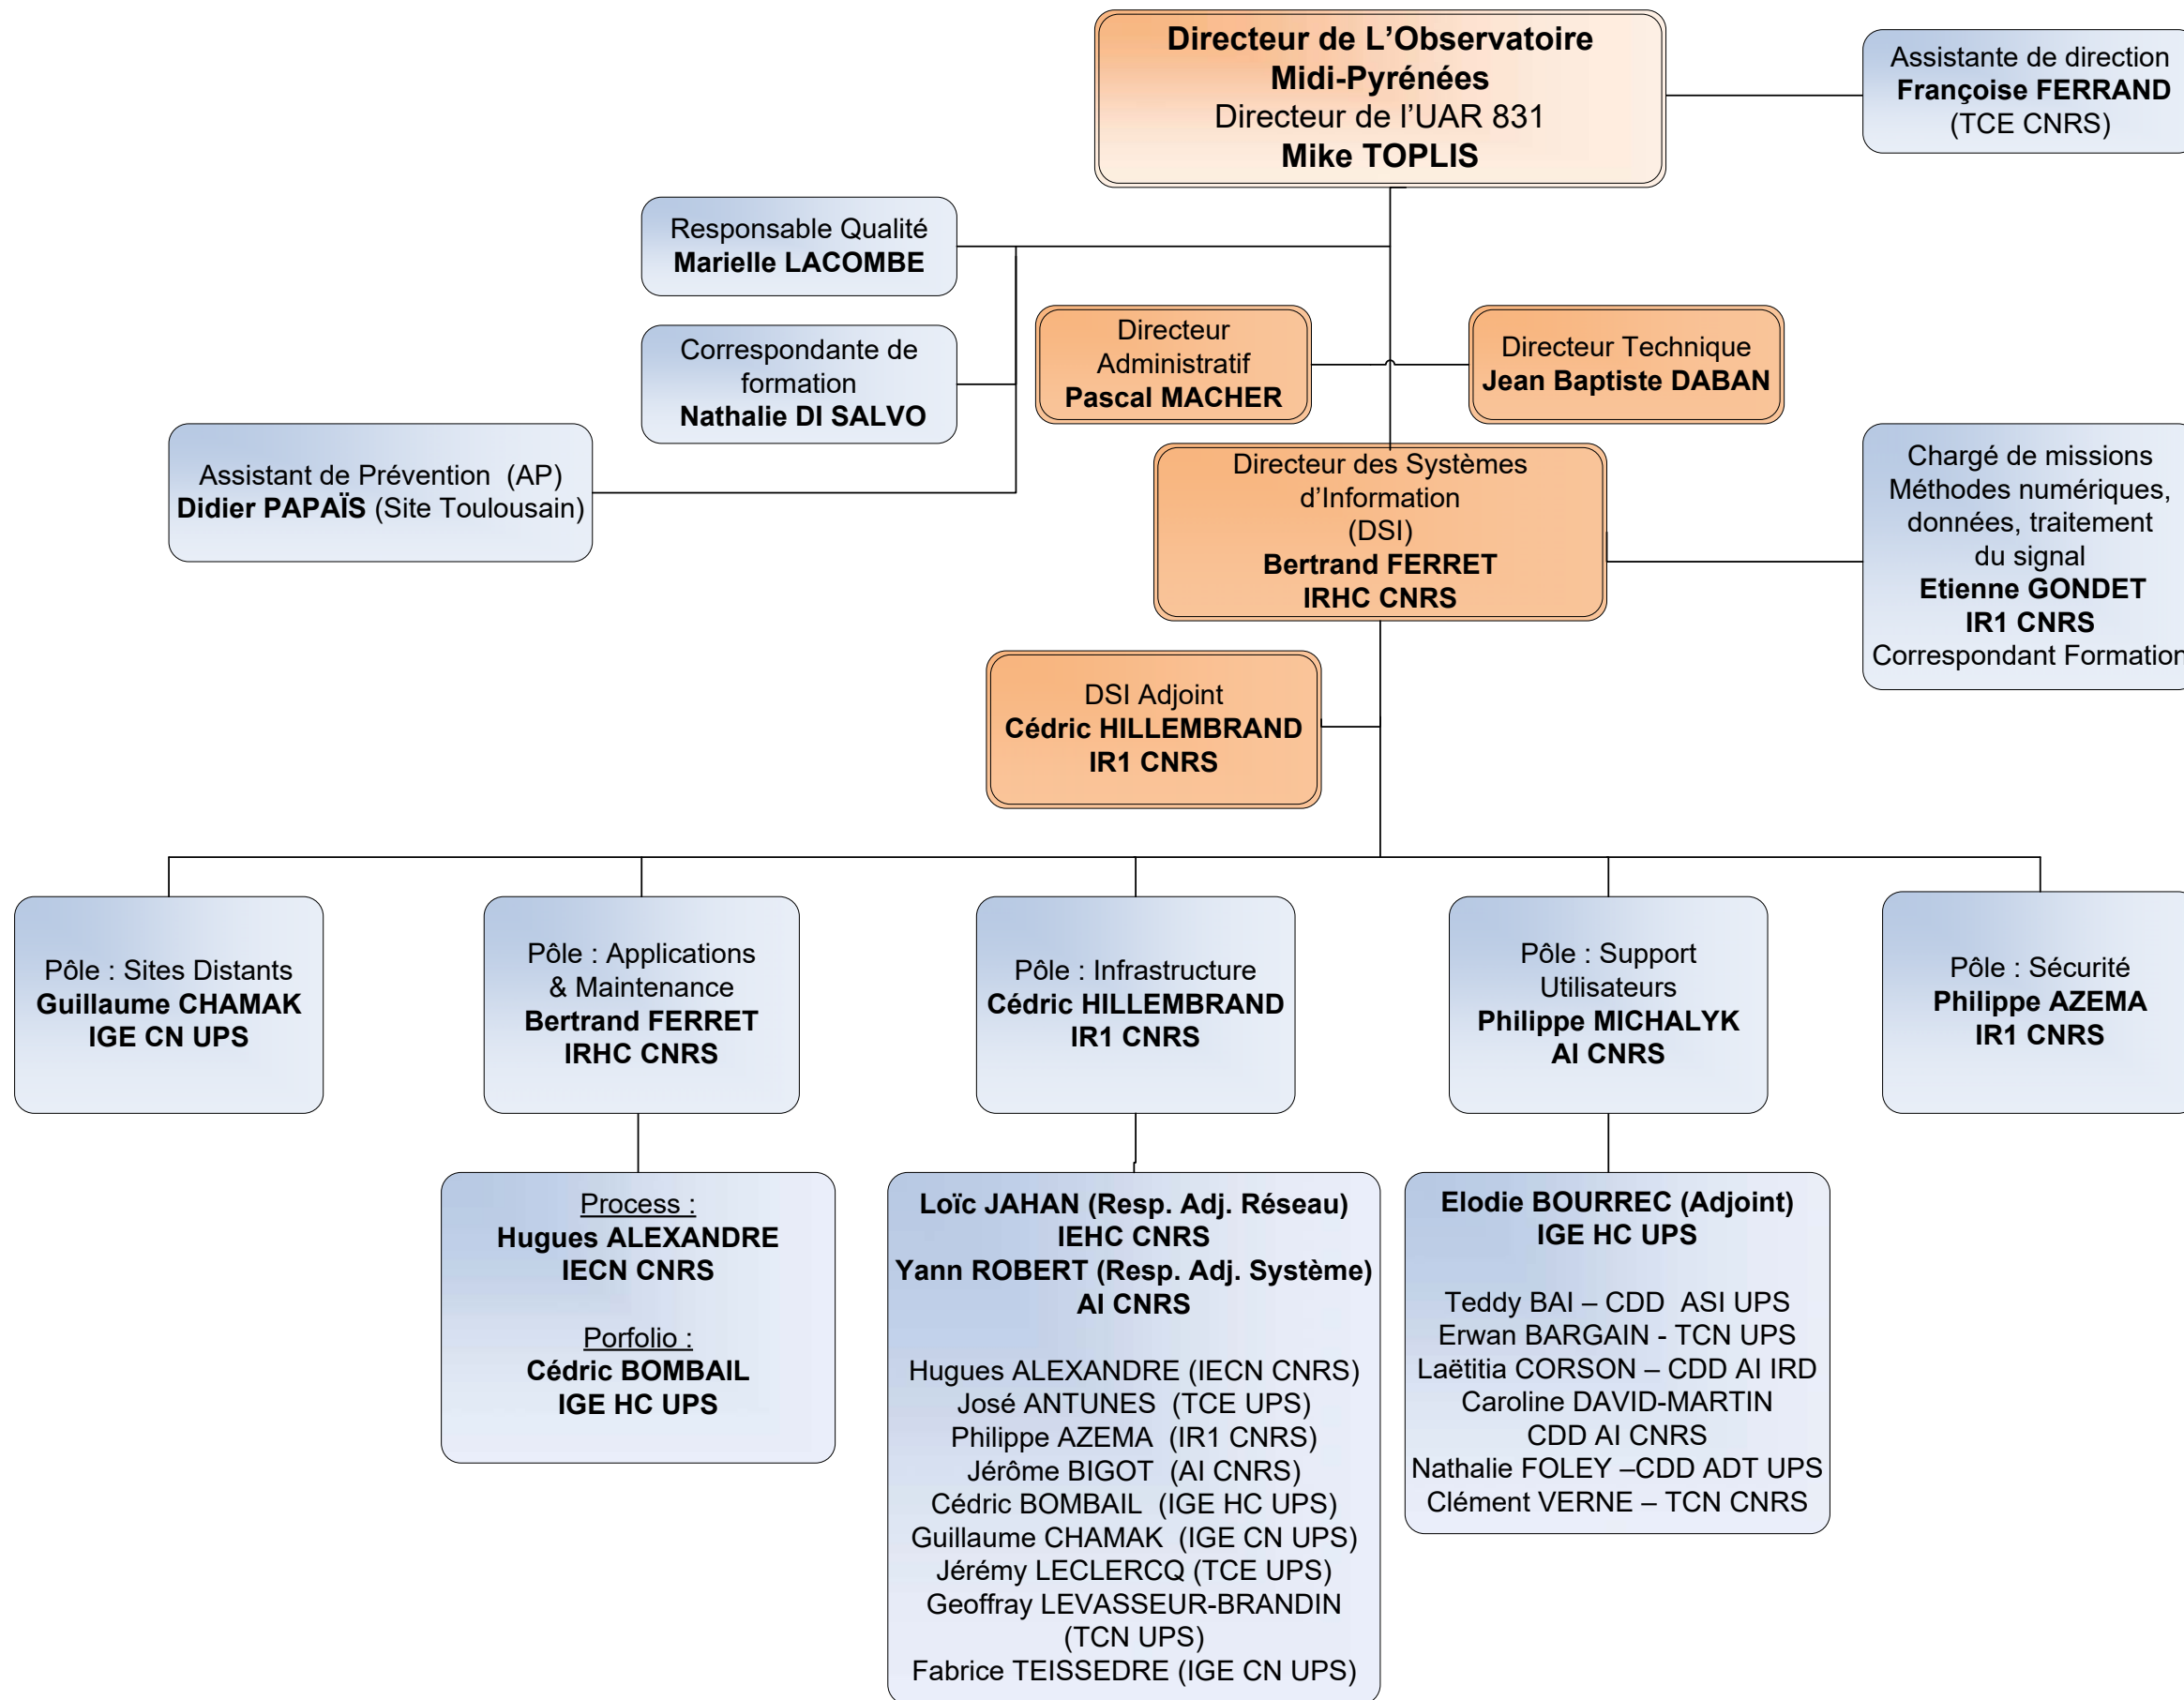 Directeur de L'Observatoire
Midi-Pyrénées
Directeur de l'UAR 831
Mike TOPLIS
Assistante de direction
Françoise FERRAND
(TCE CNRS)
Responsable Qualité
Marielle LACOMBE
Correspondante de
formation
Nathalie DI SALVO
Assistant de Prévention  (AP)
Didier PAPAÏS (Site Toulousain)
Directeur
Administratif
Pascal MACHER
Directeur Technique
Jean Baptiste DABAN
Directeur des Systèmes
d'Information
(DSI)
Bertrand FERRET
IRHC CNRS
Chargé de missions
Méthodes numériques,
données, traitement
du signal
Etienne GONDET
IR1 CNRS
Correspondant Formation
DSI Adjoint
Cédric HILLEMBRAND
IR1 CNRS
Pôle : Sites Distants
Guillaume CHAMAK
IGE CN UPS
Pôle : Applications
& Maintenance
Bertrand FERRET
IRHC CNRS
Pôle : Infrastructure
Cédric HILLEMBRAND
IR1 CNRS
Pôle : Support
Utilisateurs
Philippe MICHALYK
AI CNRS
Pôle : Sécurité
Philippe AZEMA
IR1 CNRS
Process :
Hugues ALEXANDRE
IECN CNRS
Porfolio :
Cédric BOMBAIL
IGE HC UPS
Loïc JAHAN (Resp. Adj. Réseau)
IEHC CNRS
Yann ROBERT (Resp. Adj. Système)
AI CNRS
Hugues ALEXANDRE (IECN CNRS)
José ANTUNES  (TCE UPS)
Philippe AZEMA  (IR1 CNRS)
Jérôme BIGOT  (AI CNRS)
Cédric BOMBAIL  (IGE HC UPS)
Guillaume CHAMAK  (IGE CN UPS)
Jérémy LECLERCQ (TCE UPS)
Geoffray LEVASSEUR-BRANDIN
(TCN UPS)
Fabrice TEISSEDRE (IGE CN UPS)
Elodie BOURREC (Adjoint)
IGE HC UPS
Teddy BAI – CDD  ASI UPS
Erwan BARGAIN - TCN UPS
Laëtitia CORSON – CDD AI IRD
Caroline DAVID-MARTIN
CDD AI CNRS
Nathalie FOLEY –CDD ADT UPS
Clément VERNE – TCN CNRS